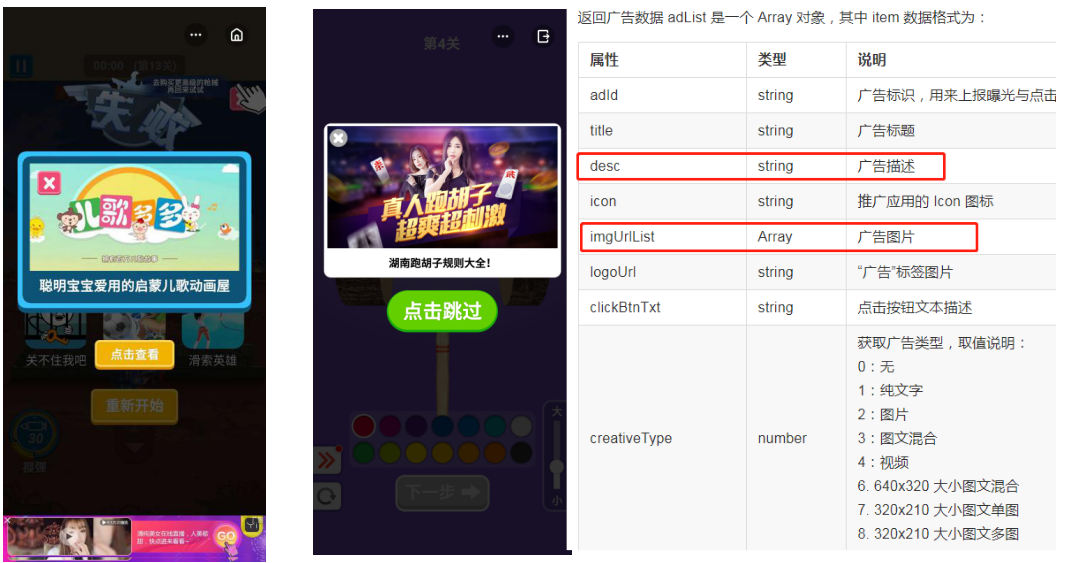 00:00 (第13关)
去购买更高级的枪械
再回来试试
失败
儿歌多多
聪明宝宝爱用的启蒙儿歌动画屋
关不住我吧
滑索英雄
点击查看
重新开始
30
GO
第4关
真人跑胡子
超爽超刺激
湖南跑胡子规则大全！
点击跳过
大
小
下一步
返回广告数据 adList 是一个 Array 对象，其中 item 数据格式为：
属性 类型 说明
adId string 广告标识，用来上报曝光与点击
title string 广告标题
desc string 广告描述
icon string 推广应用的 Icon 图标
imgUrlList Array 广告图片
logoUrl string “广告”标签图片
clickBtnTxt string 点击按钮文本描述
creativeType number 获取广告类型，取值说明：
0：无
1：纯文字
2：图片
3：图文混合
4：视频
6. 640x320 大小图文混合
7. 320x210 大小图文单图
8. 320x210 大小图文多图